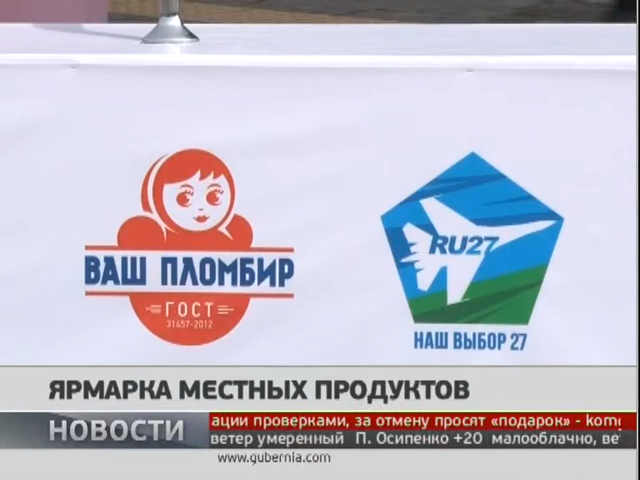 RU27
ВАШ ПЛОМБИР
ГОСТ
31457-2012
НАШ ВЫБОР 27
ЯРМАРКА МЕСТНЫХ ПРОДУКТОВ
НОВОСТИ
ации проверками, за отмену просят «подарок» -
ветер умеренный П. Осипенко +20 малооблачно,
www.gubernia.com